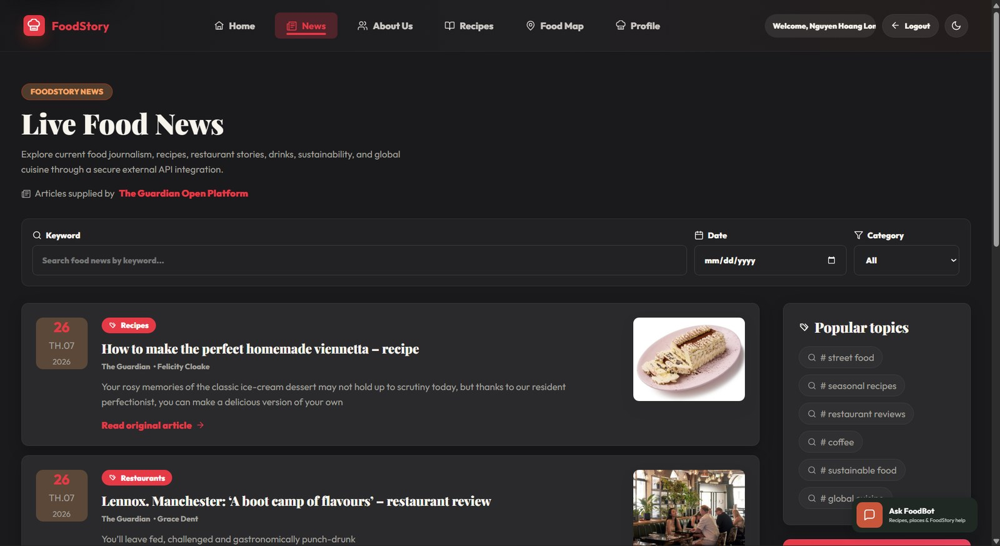 FoodStory
Home
News
About Us
Recipes
Food Map
Profile
Welcome, Nguyen Hoang Lon
Logout
FOODSTORY NEWS
Live Food News
Explore current food journalism, recipes, restaurant stories, drinks, sustainability, and global
cuisine through a secure external API integration.
Articles supplied by The Guardian Open Platform
Keyword
Search food news by keyword...
Date
mm/dd/yyyy
Category
All
26
TH.07
2026
Recipes
How to make the perfect homemade viennetta – recipe
The Guardian • Felicity Cloake
Your rosy memories of the classic ice-cream dessert may not hold up to scrutiny today, but thanks to our resident
perfectionist, you can make a delicious version of your own
Read original article
26
TH.07
2026
Restaurants
Lennox, Manchester: ‘A boot camp of flavours’ – restaurant review
The Guardian • Grace Dent
You’ll leave fed, challenged and gastronomically punch-drunk
Popular topics
# street food
# seasonal recipes
# restaurant reviews
# coffee
# sustainable food
# global
Ask FoodBot
Recipes, places & FoodStory help